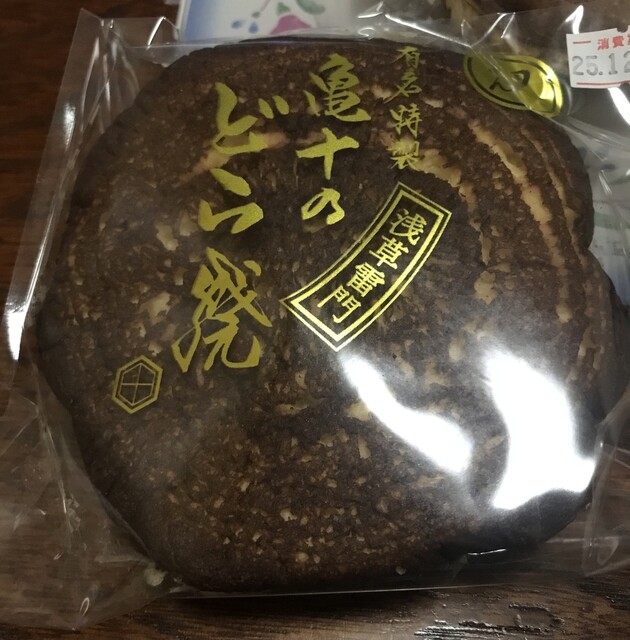 有名特製
亀十の
どら焼
浅草雷門
消費
25.12